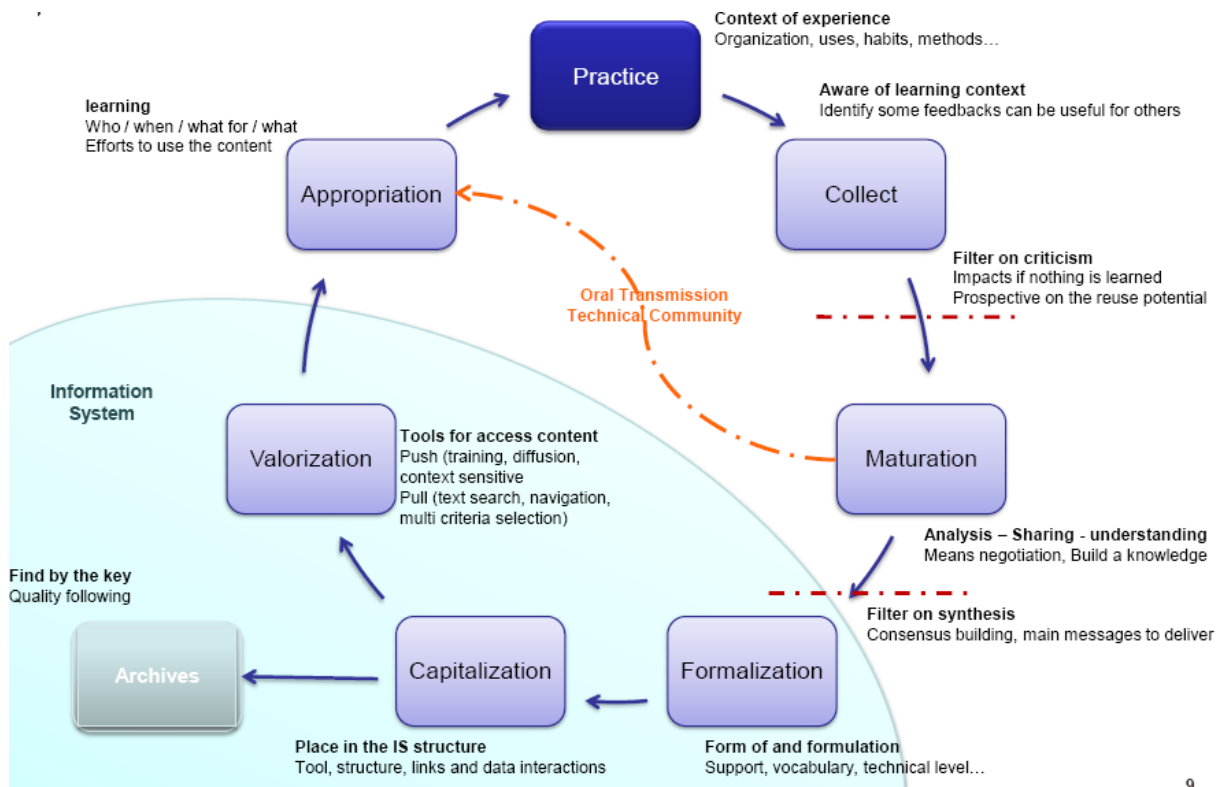 Context of experience
Organization, uses, habits, methods…
Practice
Aware of learning context
Identify some feedbacks can be useful for others
learning
Who / when / what for / what
Efforts to use the content
Appropriation
Collect
Filter on criticism
Impacts if nothing is learned
Prospective on the reuse potential
Oral Transmission
Technical Community
Information
System
Valorization
Tools for access content
Push (training, diffusion,
context sensitive
Pull (text search, navigation,
multi criteria selection)
Maturation
Analysis – Sharing - understanding
Means negotiation, Build a knowledge
Find by the key
Quality following
Filter on synthesis
Consensus building, main messages to deliver
Archives
Capitalization
Formalization
Place in the IS structure
Tool, structure, links and data interactions
Form of and formulation
Support, vocabulary, technical level…
9